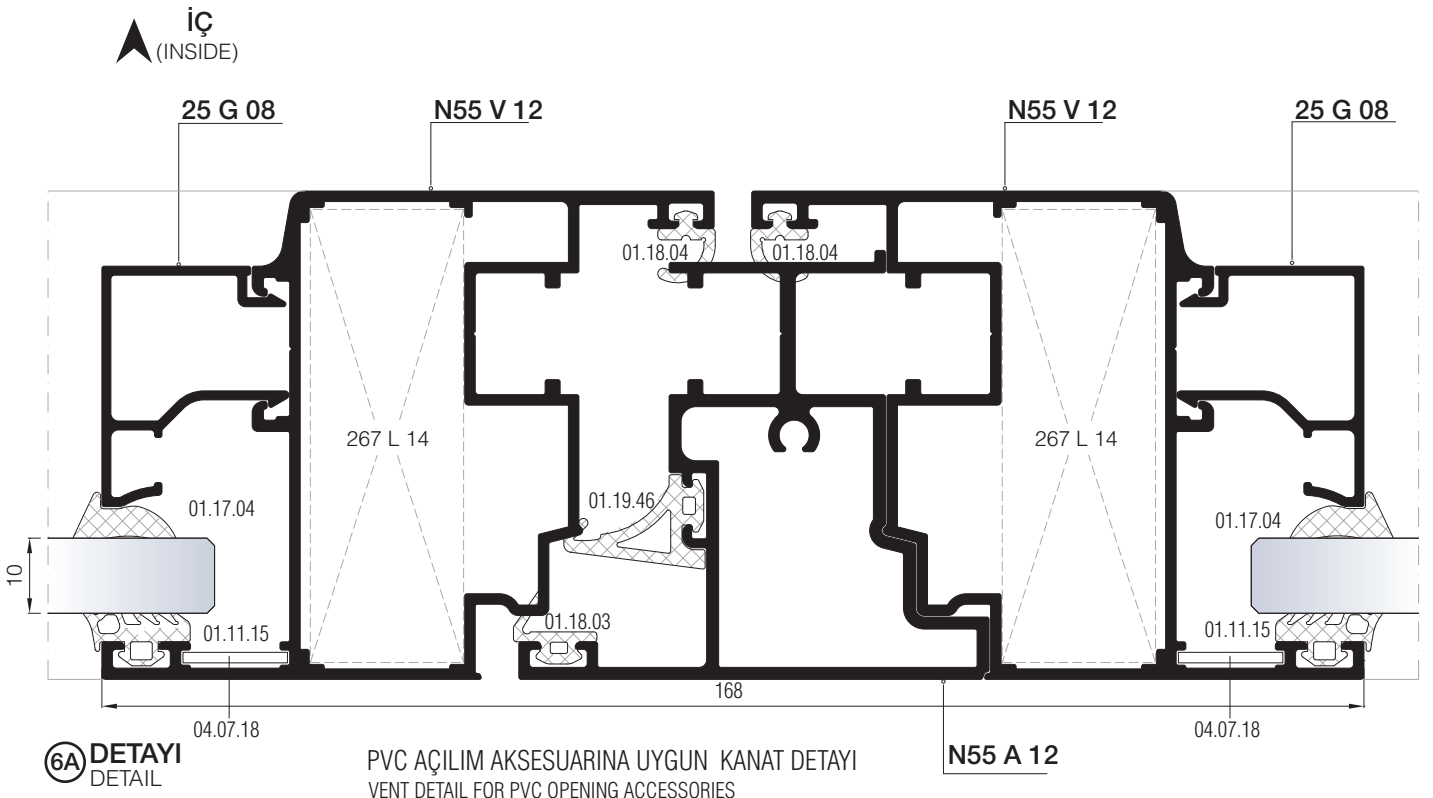 İÇ
(INSIDE)
25 G 08
N55 V 12
N55 V 12
25 G 08
01.18.04
01.18.04
267 L 14
267 L 14
01.17.04
01.19.46
01.17.04
10
01.18.03
01.11.15
01.11.15
168
04.07.18
04.07.18
6A DETAYI
DETAIL
PVC AÇILIM AKSESUARINA UYGUN KANAT DETAYI
VENT DETAIL FOR PVC OPENING ACCESSORIES
N55 A 12